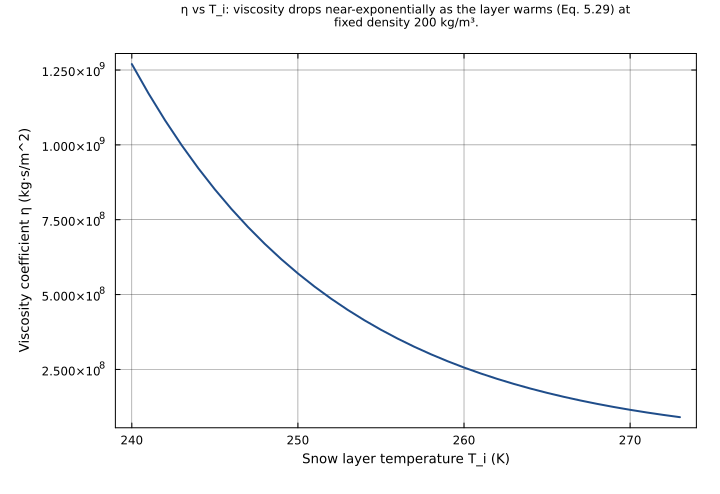 η vs T_i: viscosity drops near-exponentially as the layer warms (Eq. 5.29) at
fixed density 200 kg/m³.
1.250×10⁹
1.000×10⁹
7.500×10⁸
5.000×10⁸
2.500×10⁸
Viscosity coefficient η (kg·s/m^2)
240 250 260 270
Snow layer temperature T_i (K)